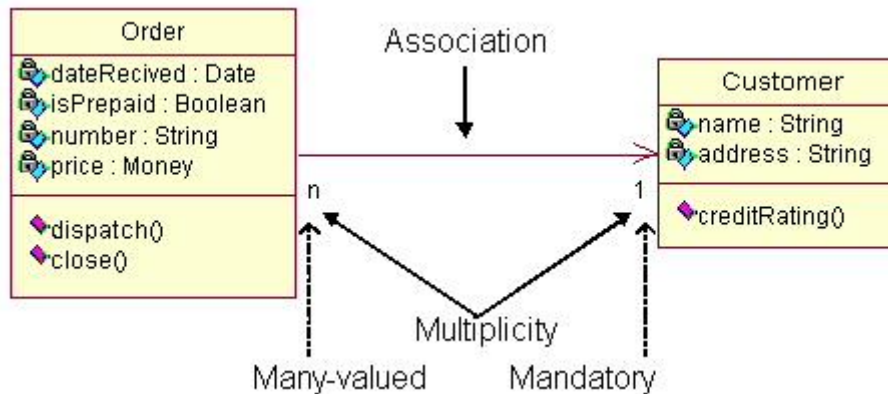 Order
dateRecived : Date
isPrepaid : Boolean
number : String
price : Money
dispatch()
close()
Association
n
1
Customer
name : String
address : String
creditRating()
Multiplicity
Many-valued
Mandatory